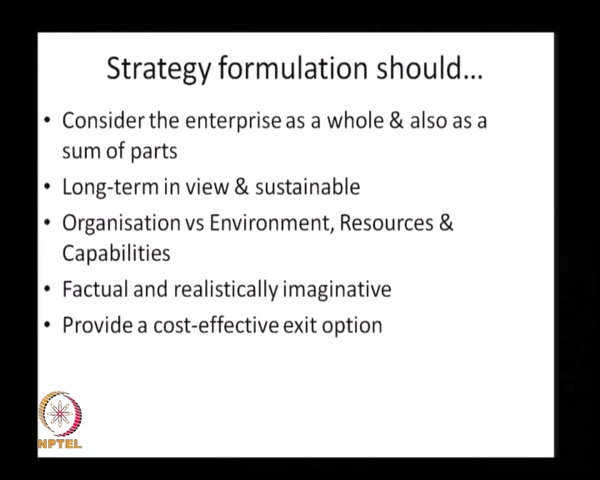 Strategy formulation should...
• Consider the enterprise as a whole & also as a
sum of parts
• Long-term in view & sustainable
• Organisation vs Environment, Resources &
Capabilities
• Factual and realistically imaginative
• Provide a cost-effective exit option
NPTEL